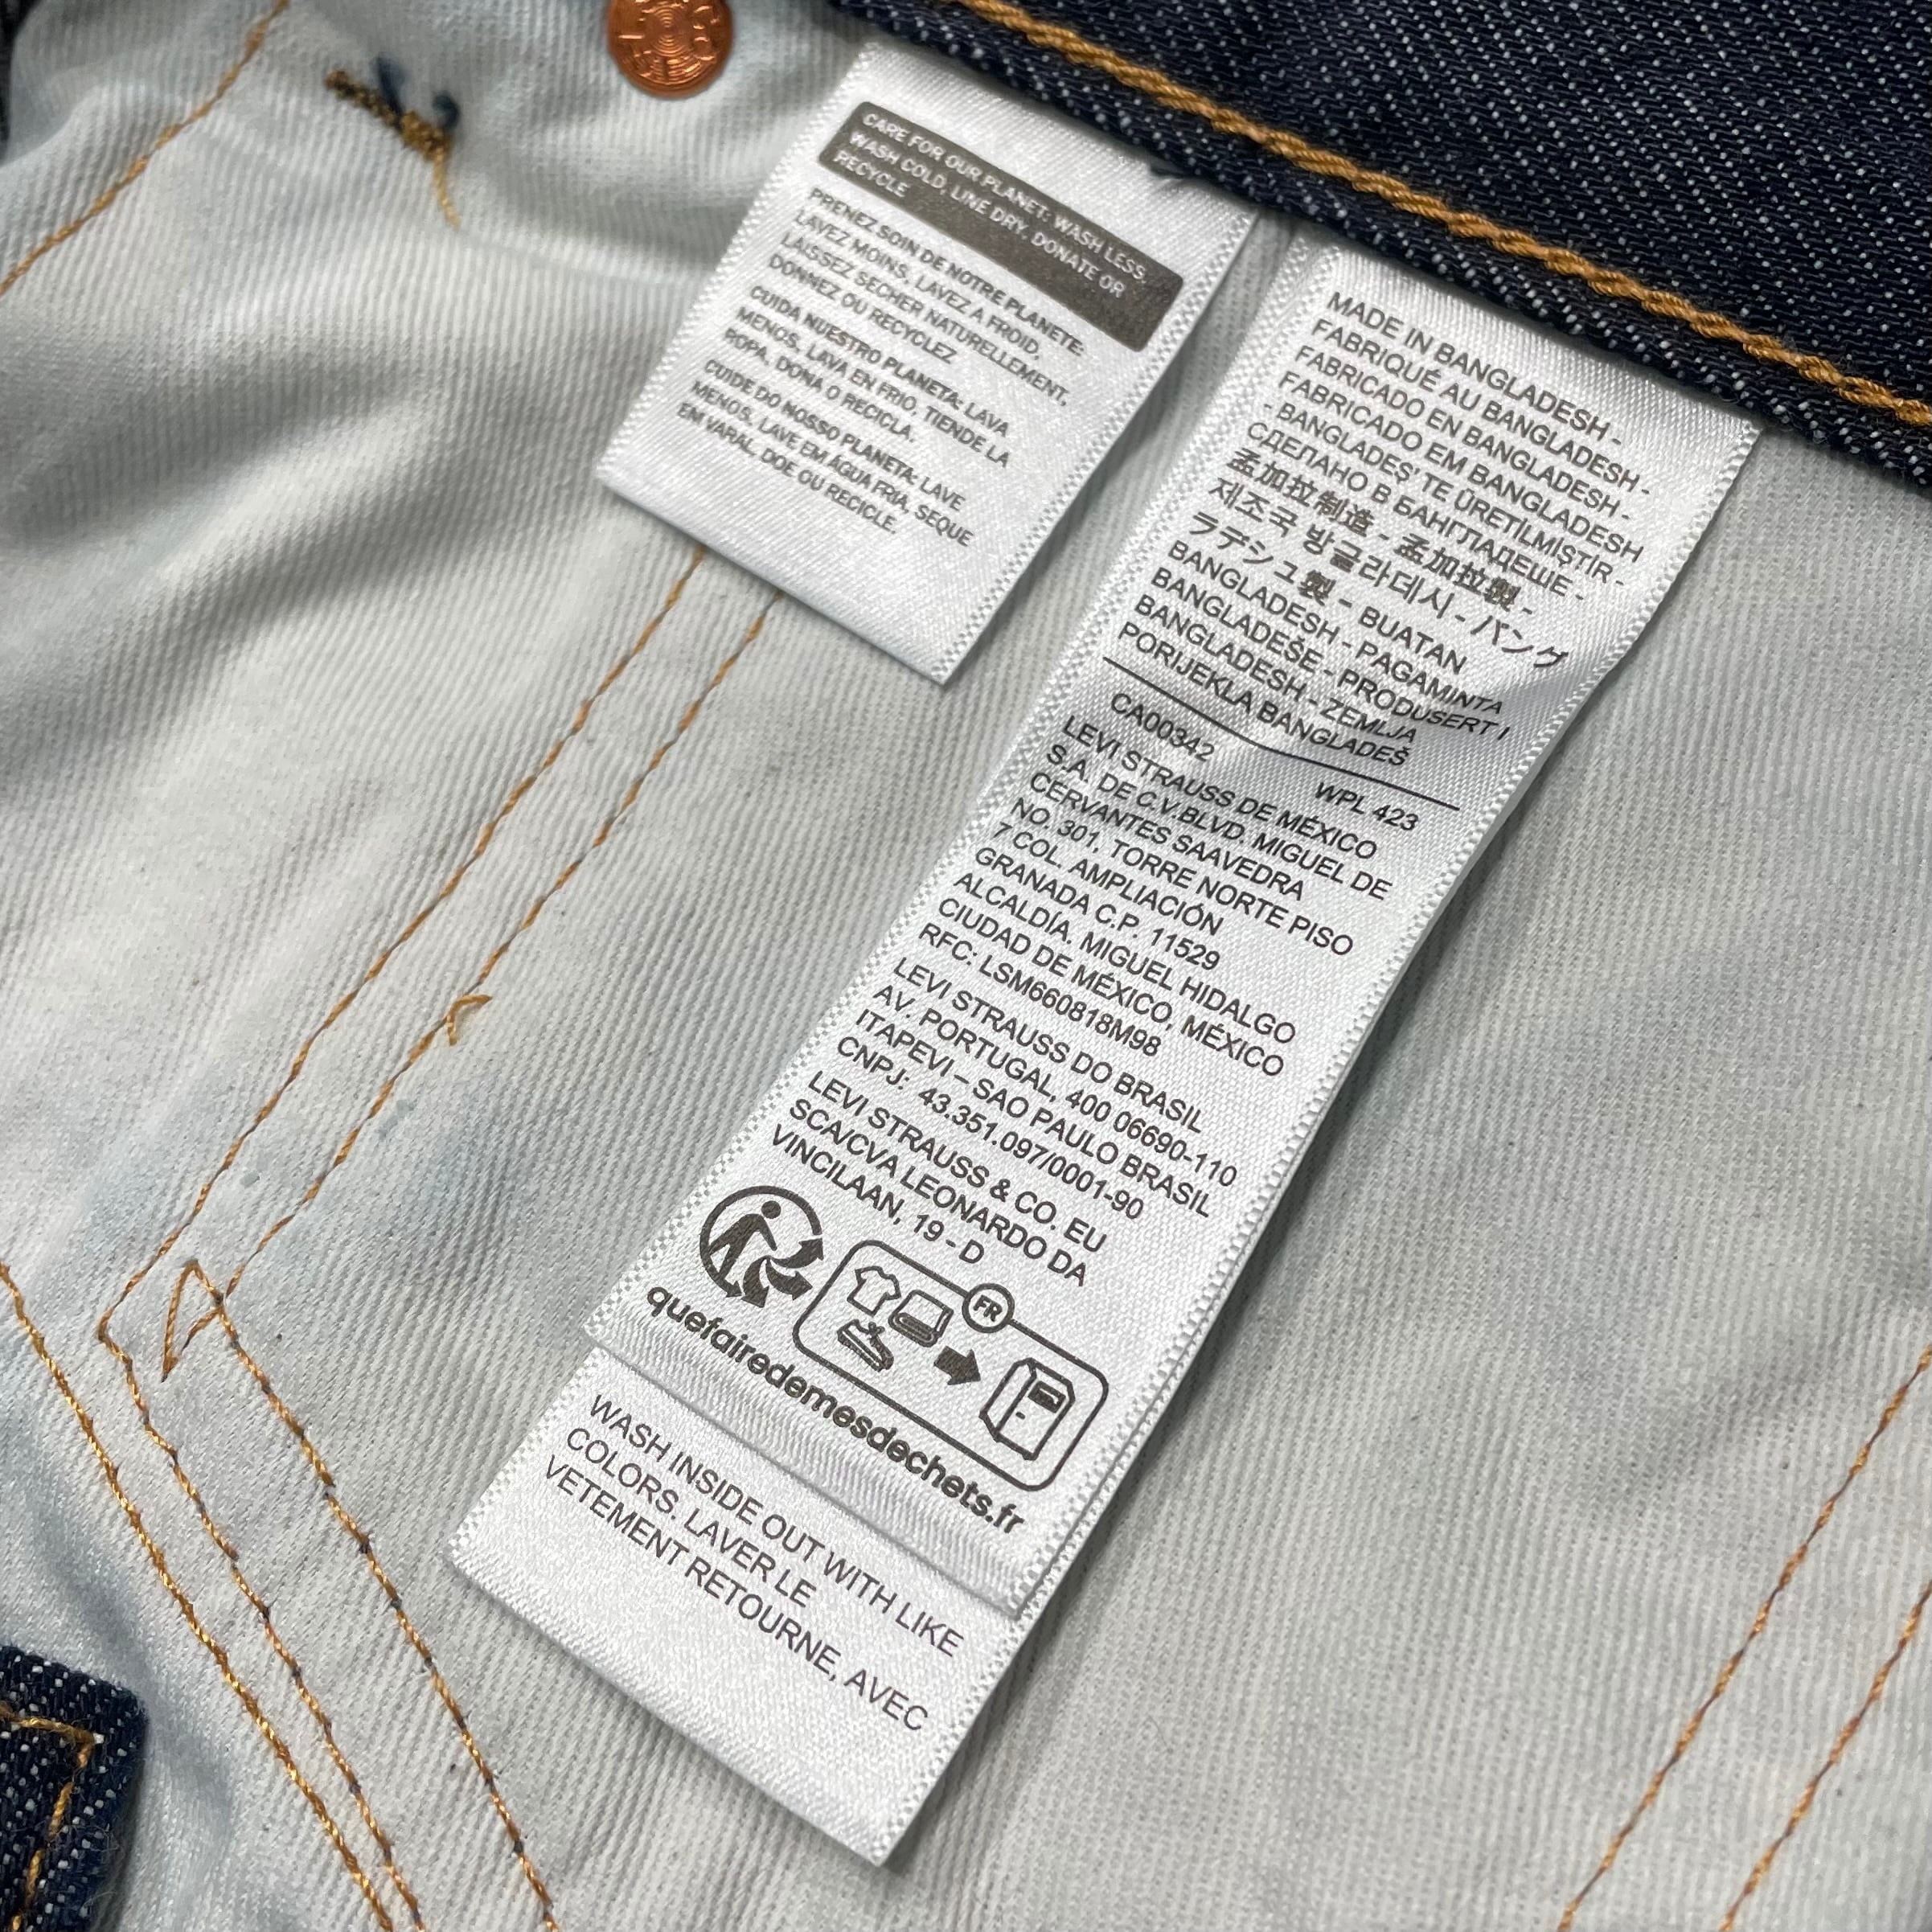 CARE FOR OUR PLANET: WASH LESS,
WASH COLD, LINE DRY, DONATE OR
RECYCLE
PRENEZ SOIN DE NOTRE PLANETE:
LAVEZ MOINS, LAVEZ A FROID,
LAISSEZ SECHER NATURELLEMENT,
DONNEZ OU RECYCLEZ
CUIDA NUESTRO PLANETA: LAVA
MENOS, LAVA EN FRIO, TIENDE LA
ROPA, DONA O RECICLA.
CUIDE DO NOSSO PLANETA: LAVE
MENOS, LAVE EM ÁGUA FRIA, SEQUE
EM VARAL, DOE OU RECICLE.
MADE IN BANGLADESH -
FABRIQUÉ AU BANGLADESH -
FABRICADO EN BANGLADESH -
FABRICADO EM BANGLADESH
- BANGLADEŞ' TE ÜRETİLMİŞTİR -
СДЕЛАНО В БАНГЛАДЕШЕ -
孟加拉制造 - 孟加拉製 -
제조국 방글라데시 - バング
ラデシュ製 - BUATAN
BANGLADESH - PAGAMINTA
BANGLADEŠE - PRODUSERT I
BANGLADESH - ZEMLJA
PORIJEKLA BANGLADEŠ
CA00342 WPL 423
LEVI STRAUSS DE MÉXICO
S.A. DE C.V.BLVD. MIGUEL DE
CERVANTES SAAVEDRA
NO. 301, TORRE NORTE PISO
7 COL. AMPLIACIÓN
GRANADA C.P. 11529
ALCALDÍA. MIGUEL HIDALGO
CIUDAD DE MÉXICO, MÉXICO
RFC: LSM660818M98
LEVI STRAUSS DO BRASIL
AV. PORTUGAL, 400 06690-110
ITAPEVI – SAO PAULO BRASIL
CNPJ: 43.351.097/0001-90
LEVI STRAUSS & CO. EU
SCA/CVA LEONARDO DA
VINCILAAN, 19 - D
FR
quefairedemesdechets.fr
WASH INSIDE OUT WITH LIKE
COLORS. LAVER LE
VETEMENT RETOURNE, AVEC